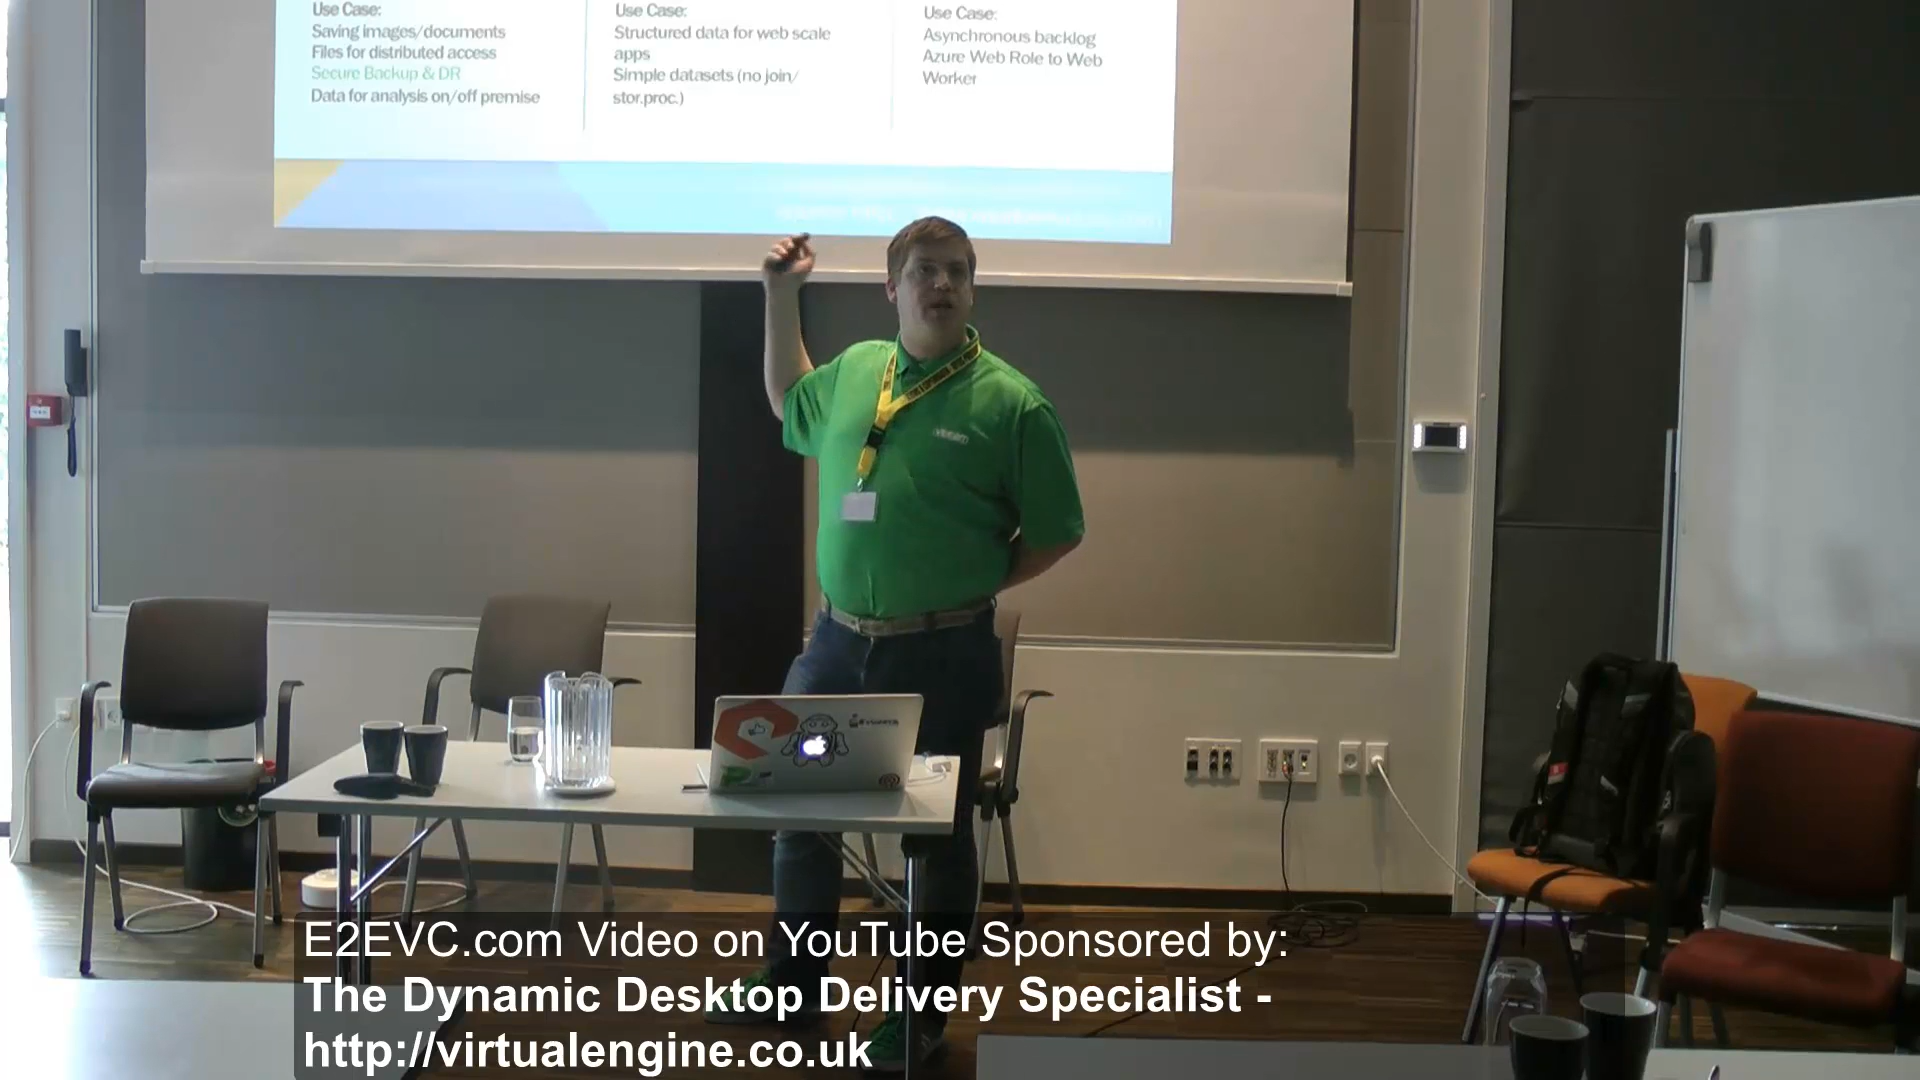 Use Case:
Saving images/documents
Files for distributed access
Secure Backup & DR
Data for analysis on/off premise
Use Case:
Structured data for web scale
apps
Simple datasets (no join/
stor.proc.)
Use Case:
Asynchronous backlog
Azure Web Role to Web
Worker
E2EVC.com Video on YouTube Sponsored by:
The Dynamic Desktop Delivery Specialist -
http://virtualengine.co.uk